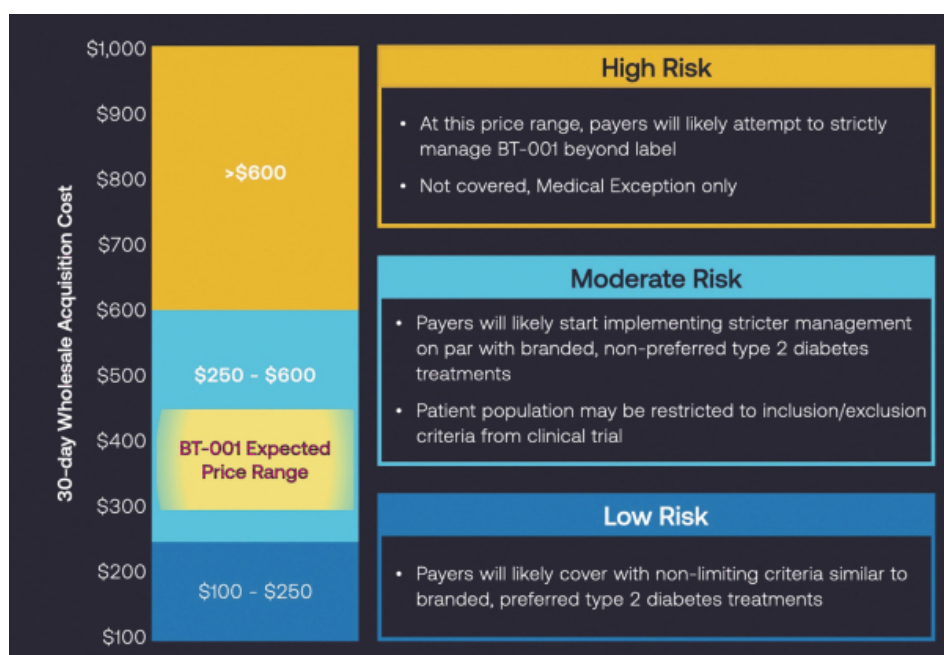 30-day Wholesale Acquisition Cost
$1,000
$900
$800
$700
$600
$500
$400
$300
$200
$100
>$600
$250 - $600
BT-001 Expected
Price Range
$100 - $250
High Risk
• At this price range, payers will likely attempt to strictly
manage BT-001 beyond label
• Not covered, Medical Exception only
Moderate Risk
• Payers will likely start implementing stricter management
on par with branded, non-preferred type 2 diabetes
treatments
• Patient population may be restricted to inclusion/exclusion
criteria from clinical trial
Low Risk
• Payers will likely cover with non-limiting criteria similar to
branded, preferred type 2 diabetes treatments